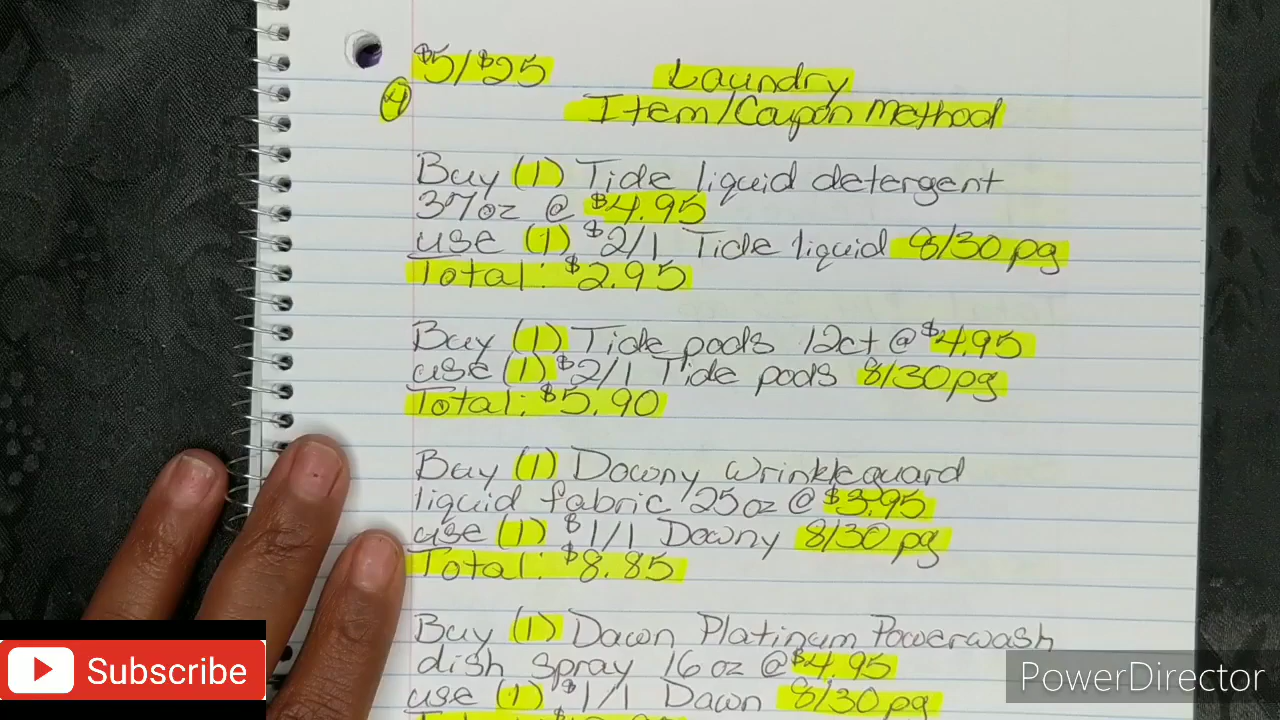 $5/$25 Laundry
4 Item/Coupon Method
Buy (1) Tide liquid detergent
37oz @ $4.95
use (1) $2/1 Tide liquid 8/30 pg
Total: $2.95
Buy (1) Tide pods 12ct @ $4.95
use (1) $2/1 Tide pods 8/30 pg
Total: $5.90
Buy (1) Downy Wrinkleguard
liquid fabric 25oz @ $3.95
use (1) $1/1 Downy 8/30 pg
Total: $8.85
Buy (1) Dawn Platinum Powerwash
dish spray 16oz @ $4.95
use (1) $1/1 Dawn 8/30 pg
Subscribe
PowerDirector